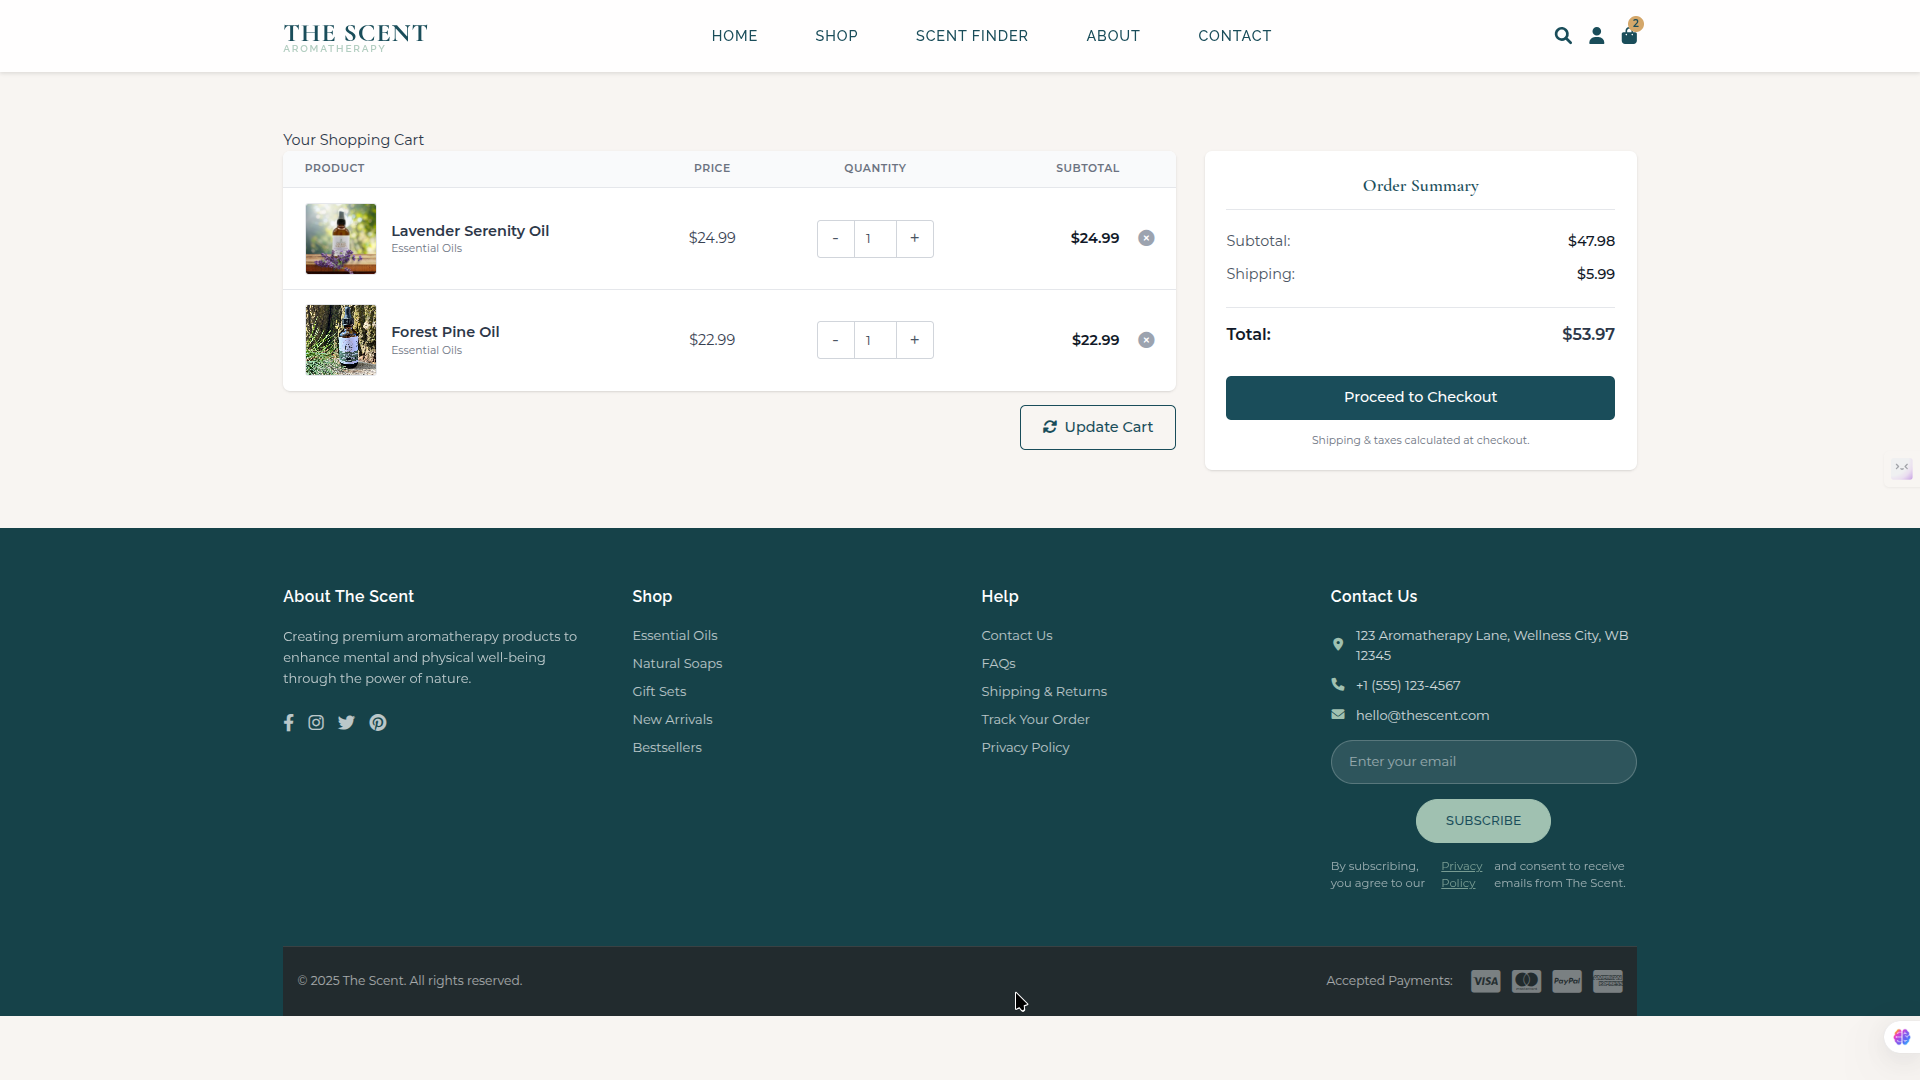 THE SCENT
AROMATHERAPY
HOME
SHOP
SCENT FINDER
ABOUT
CONTACT
2
Your Shopping Cart
PRODUCT
PRICE
QUANTITY
SUBTOTAL
Lavender Serenity Oil
Essential Oils
$24.99
- 1 +
$24.99
Forest Pine Oil
Essential Oils
$22.99
- 1 +
$22.99
Update Cart
Order Summary
Subtotal: $47.98
Shipping: $5.99
Total: $53.97
Proceed to Checkout
Shipping & taxes calculated at checkout.
About The Scent
Creating premium aromatherapy products to
enhance mental and physical well-being
through the power of nature.
Shop
Essential Oils
Natural Soaps
Gift Sets
New Arrivals
Bestsellers
Help
Contact Us
FAQs
Shipping & Returns
Track Your Order
Privacy Policy
Contact Us
123 Aromatherapy Lane, Wellness City, WB
12345
+1 (555) 123-4567
hello@thescent.com
Enter your email
SUBSCRIBE
By subscribing,
you agree to our
Privacy
Policy
and consent to receive
emails from The Scent.
© 2025 The Scent. All rights reserved.
Accepted Payments:
VISA
PayPal